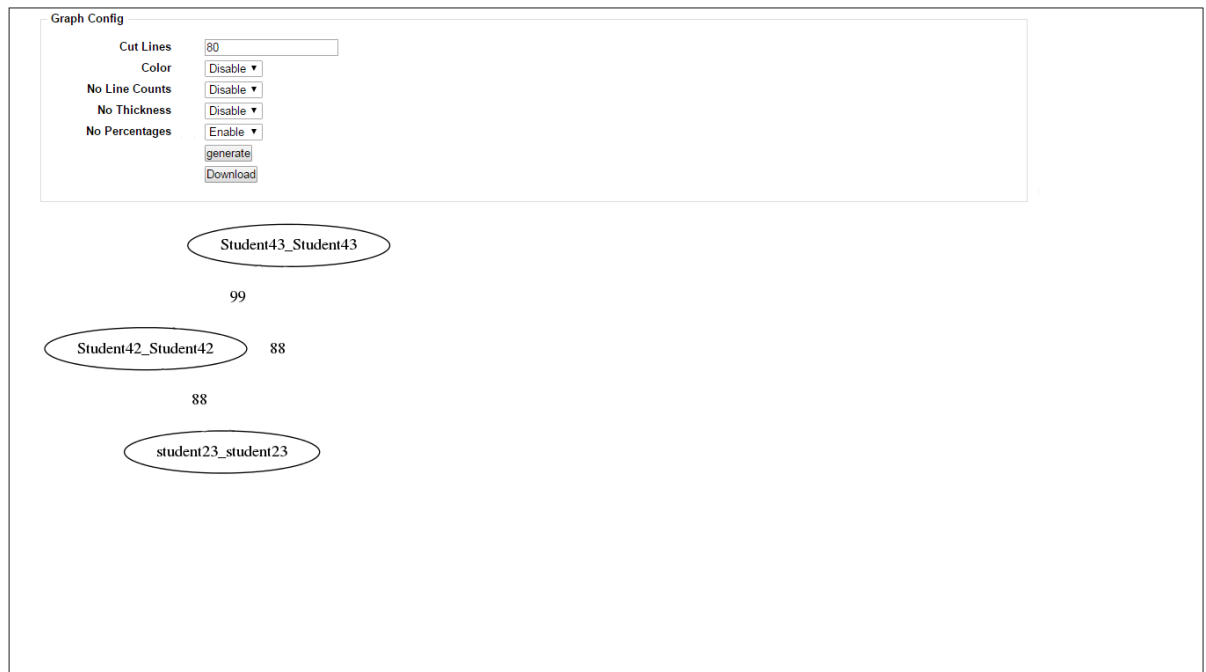 Graph Config
Cut Lines 80
Color Disable
No Line Counts Disable
No Thickness Disable
No Percentages Enable
generate
Download
Student43_Student43
99
Student42_Student42 88
88
student23_student23